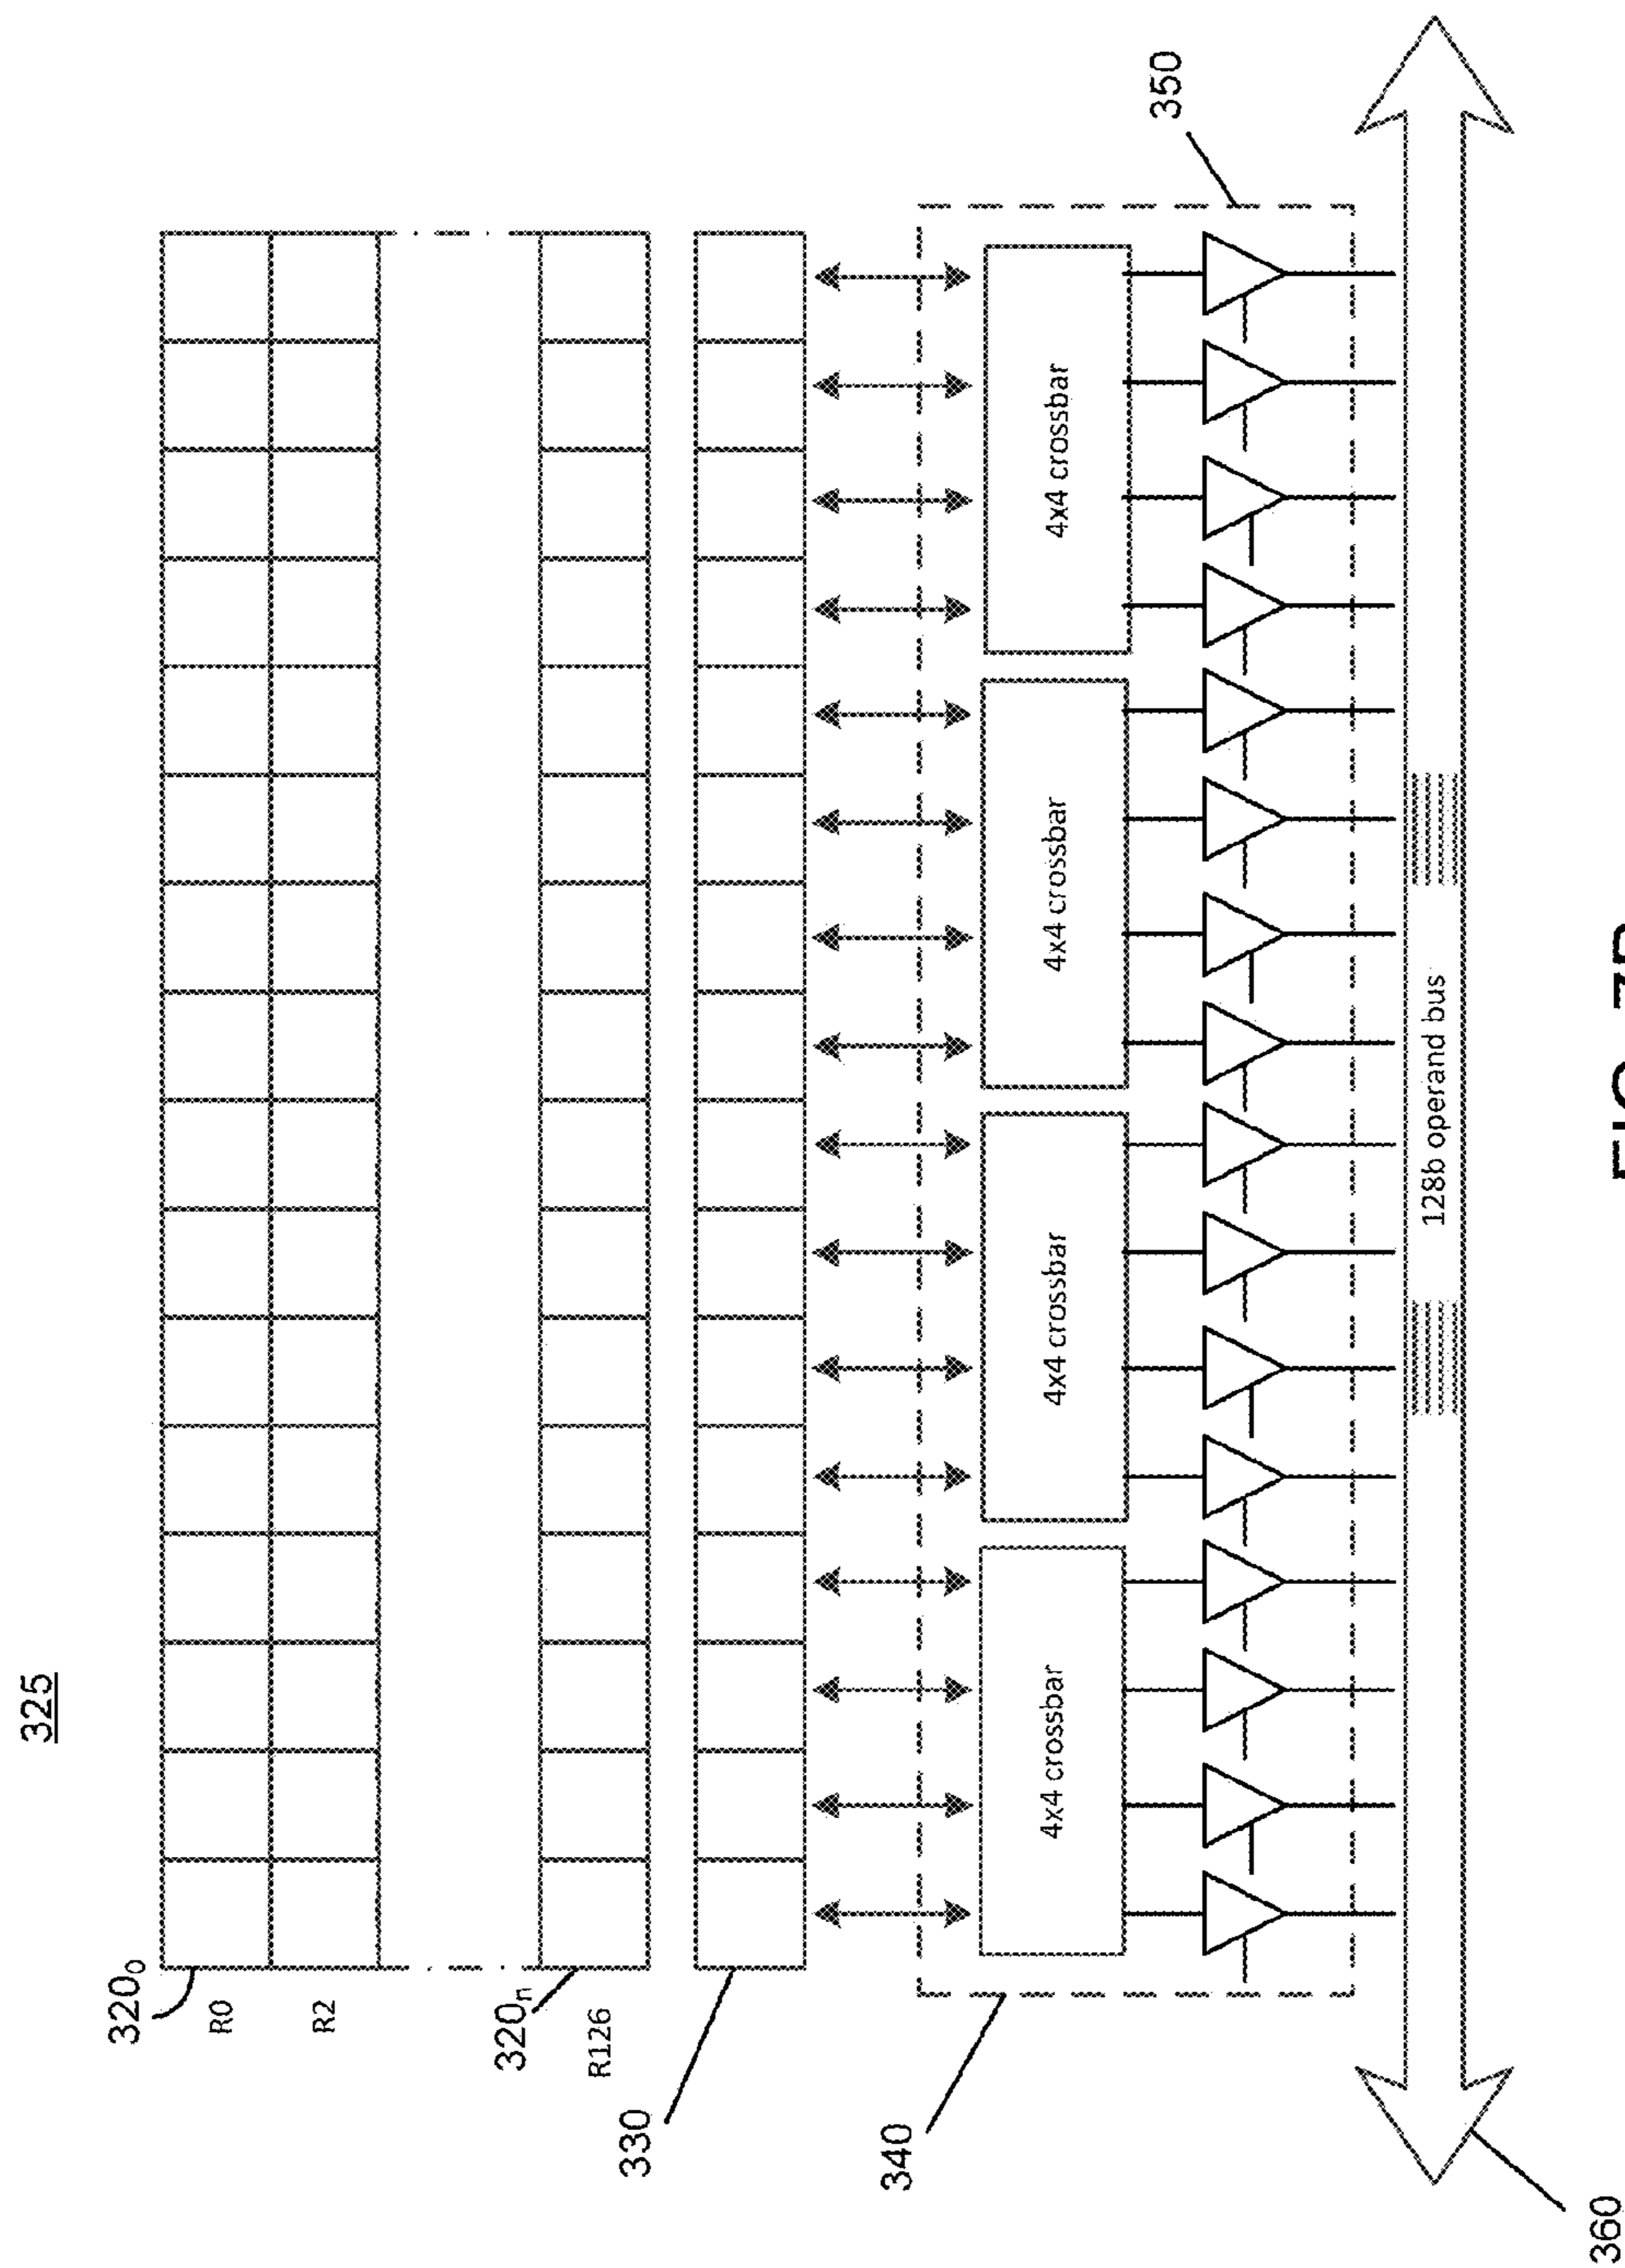 325
320₀
R0
R2
320ₙ
R126
330
340
4x4 crossbar
4x4 crossbar
4x4 crossbar
4x4 crossbar
350
128b operand bus
360